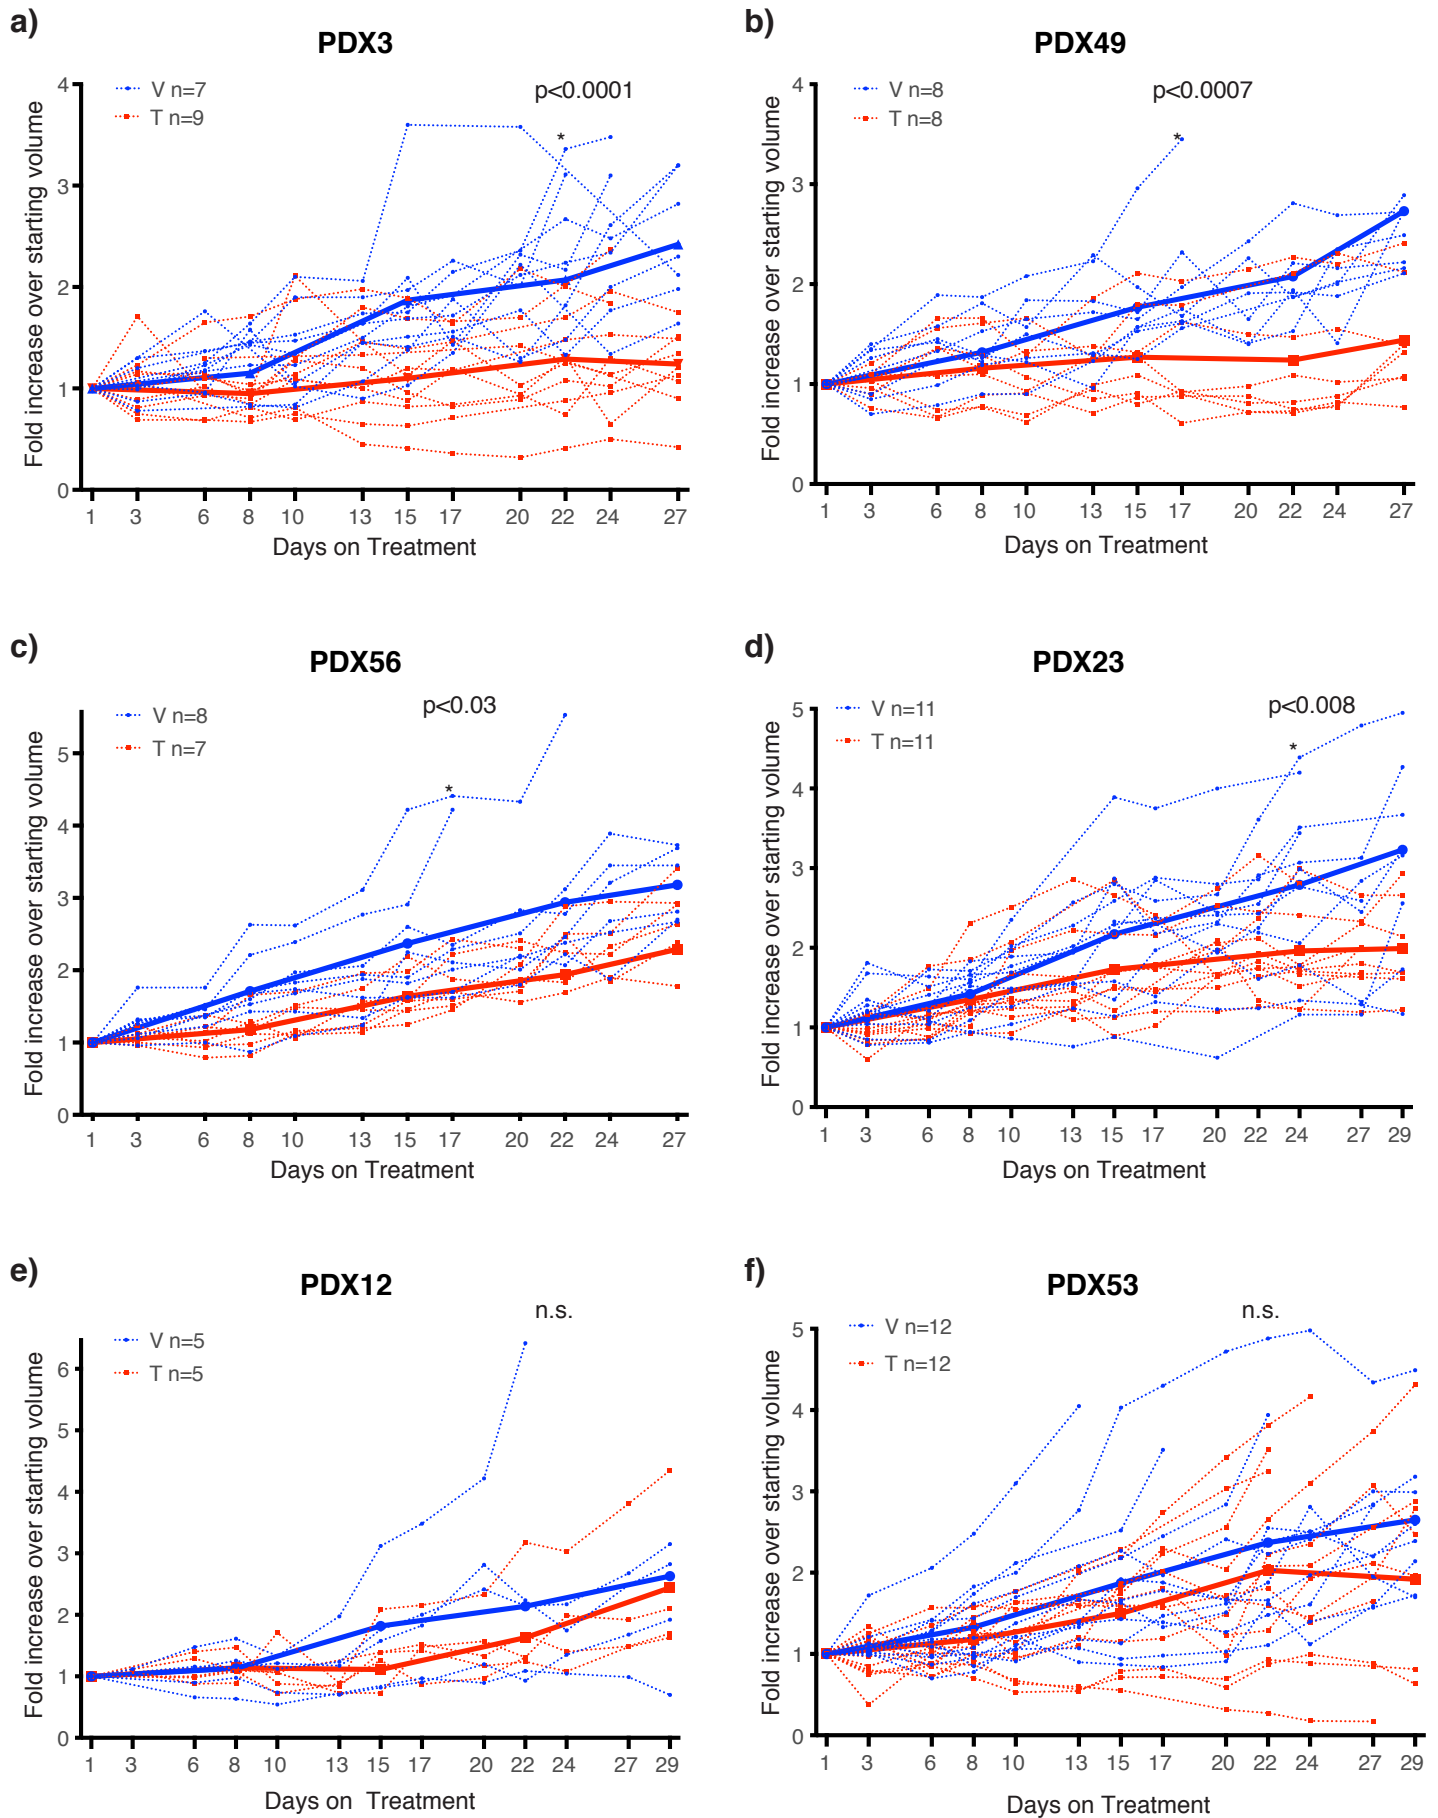 a)
PDX3
V n=7
T n=9
p<0.0001
*
Fold increase over starting volume
4
3
2
1
0
1 3 6 8 10 13 15 17 20 22 24 27
Days on Treatment
b)
PDX49
V n=8
T n=8
p<0.0007
*
Fold increase over starting volume
4
3
2
1
0
1 3 6 8 10 13 15 17 20 22 24 27
Days on Treatment
c)
PDX56
V n=8
T n=7
p<0.03
*
Fold increase over starting volume
5
4
3
2
1
0
1 3 6 8 10 13 15 17 20 22 24 27
Days on Treatment
d)
PDX23
V n=11
T n=11
p<0.008
*
Fold increase over starting volume
5
4
3
2
1
0
1 3 6 8 10 13 15 17 20 22 24 27 29
Days on Treatment
e)
PDX12
n.s.
V n=5
T n=5
Fold increase over starting volume
6
5
4
3
2
1
0
1 3 6 8 10 13 15 17 20 22 24 27 29
Days on Treatment
f)
PDX53
n.s.
V n=12
T n=12
Fold increase over starting volume
5
4
3
2
1
0
1 3 6 8 10 13 15 17 20 22 24 27 29
Days on Treatment